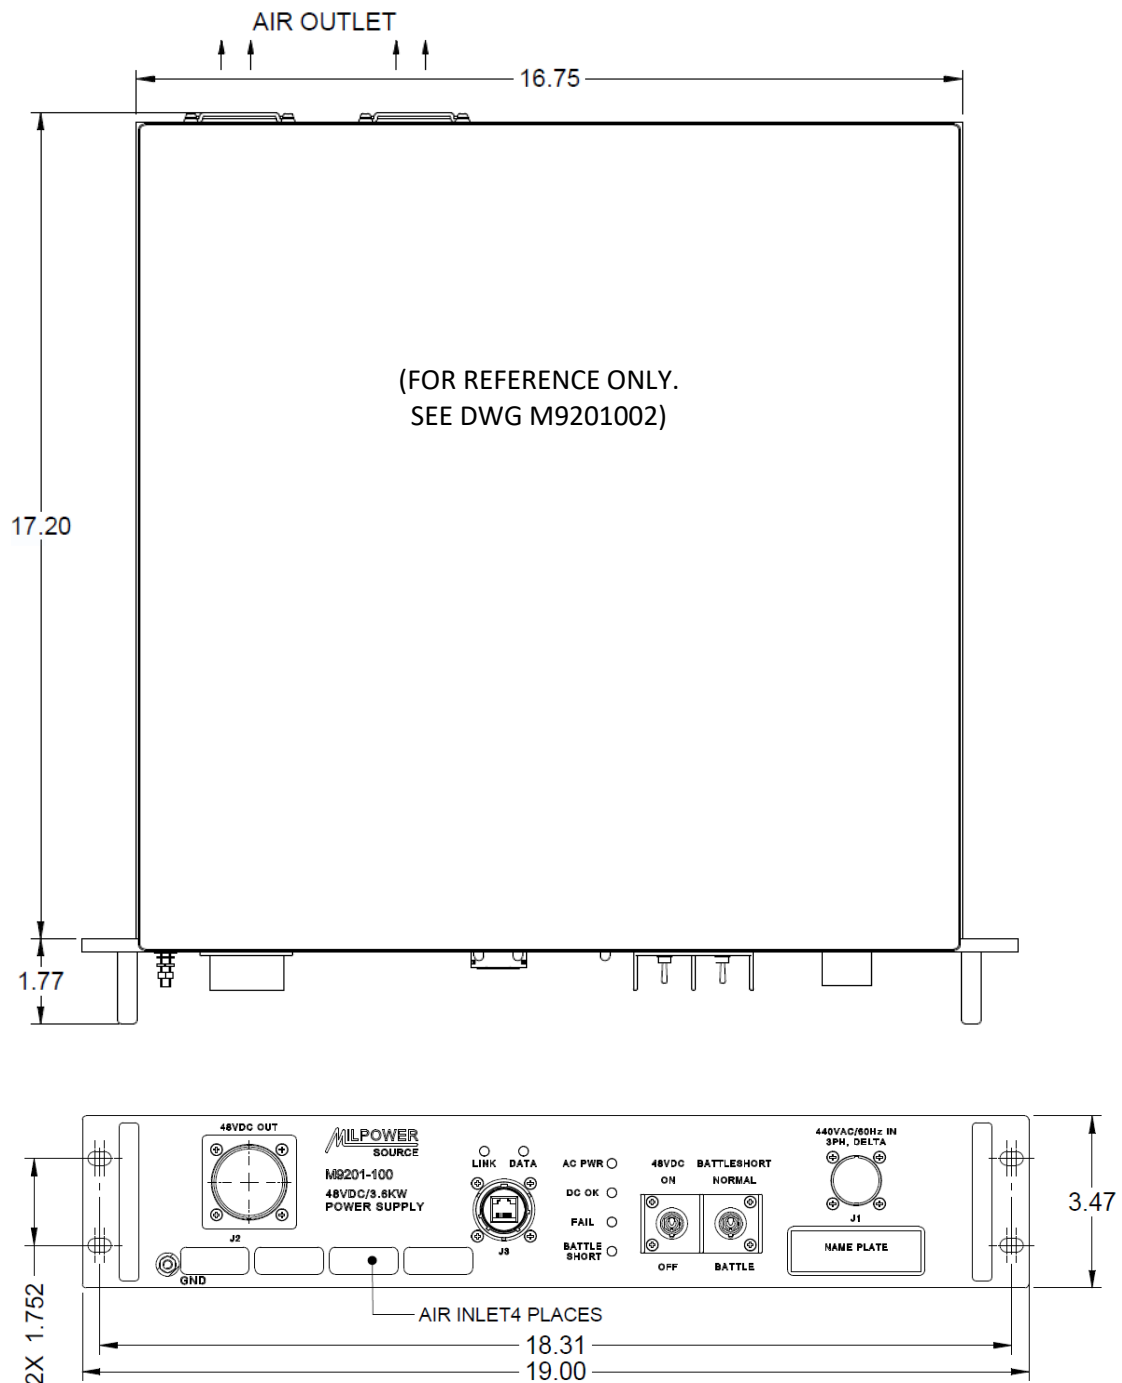 AIR OUTLET
16.75
(FOR REFERENCE ONLY.
SEE DWG M9201002)
17.20
1.77
48VDC OUT
MILPOWER
SOURCE
M9201-100
48VDC/3.6KW
POWER SUPPLY
J2
GND
LINK DATA
J3
AC PWR
DC OK
FAIL
BATTLE
SHORT
48VDC BATTLESHORT
ON NORMAL
OFF BATTLE
440VAC/60Hz IN
3PH, DELTA
J1
NAME PLATE
3.47
2X 1.752
AIR INLET4 PLACES
18.31
19.00